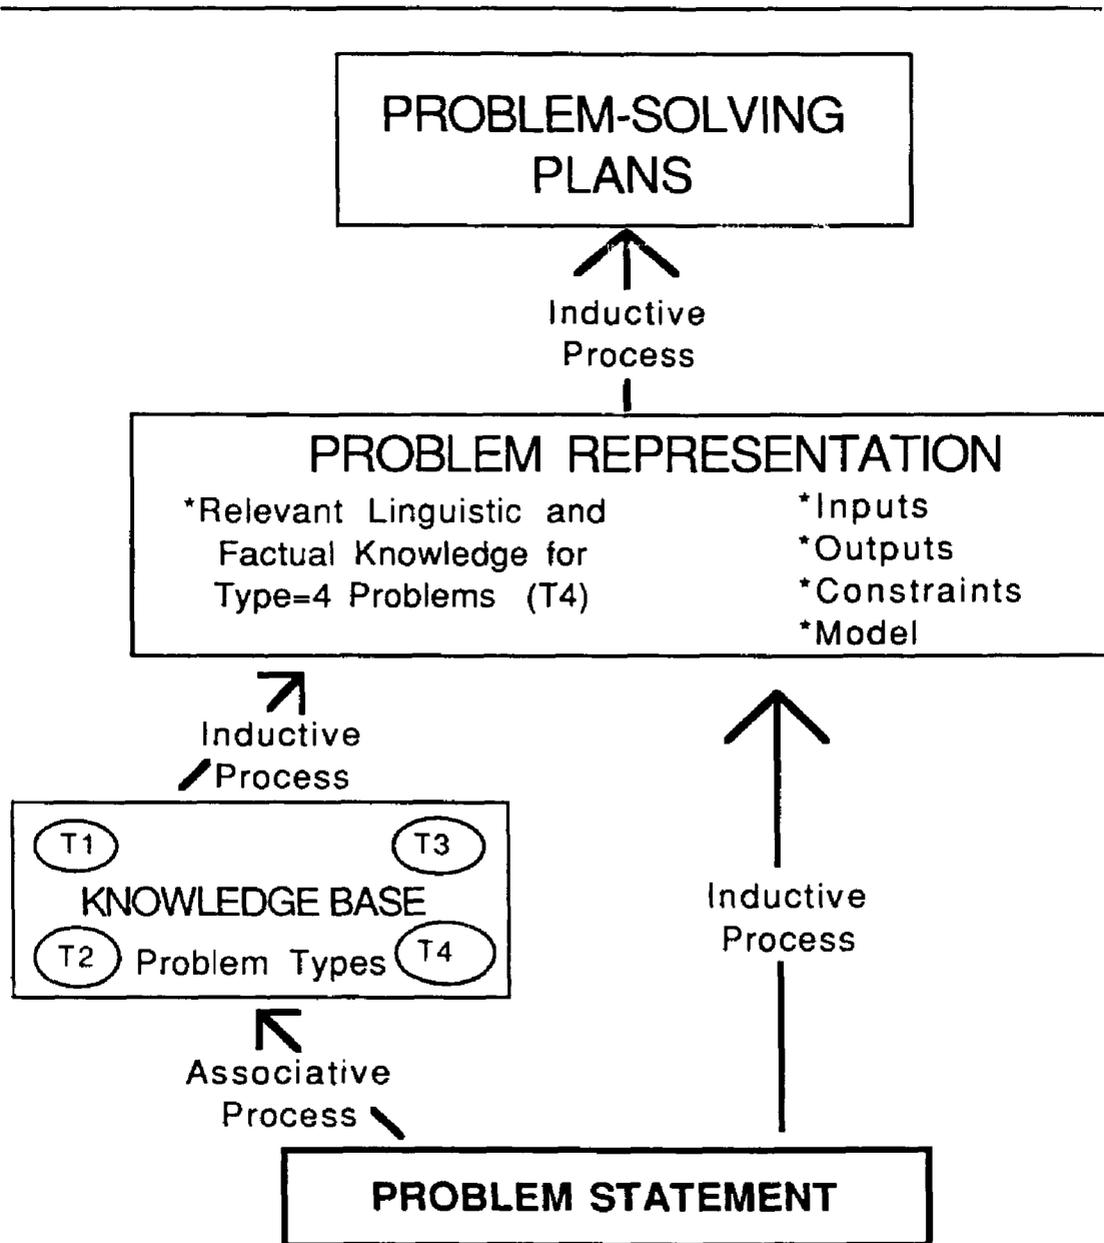 PROBLEM-SOLVING
PLANS
Inductive
Process
PROBLEM REPRESENTATION
*Relevant Linguistic and
Factual Knowledge for
Type=4 Problems (T4)
*Inputs
*Outputs
*Constraints
*Model
Inductive
Process
T1
T3
KNOWLEDGE BASE
T2
Problem Types
T4
Inductive
Process
Associative
Process
PROBLEM STATEMENT